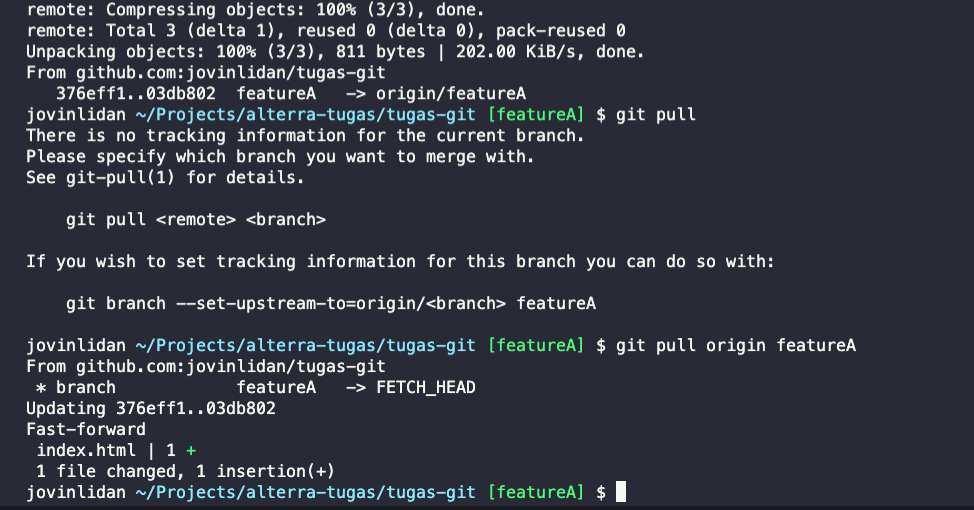 remote: Compressing objects: 100% (3/3), done.
remote: Total 3 (delta 1), reused 0 (delta 0), pack-reused 0
Unpacking objects: 100% (3/3), 811 bytes | 202.00 KiB/s, done.
From github.com:jovinlidan/tugas-git
   376eff1..03db802  featureA   -> origin/featureA
jovinlidan ~/Projects/alterra-tugas/tugas-git [featureA] $ git pull
There is no tracking information for the current branch.
Please specify which branch you want to merge with.
See git-pull(1) for details.

    git pull <remote> <branch>

If you wish to set tracking information for this branch you can do so with:

    git branch --set-upstream-to=origin/<branch> featureA

jovinlidan ~/Projects/alterra-tugas/tugas-git [featureA] $ git pull origin featureA
From github.com:jovinlidan/tugas-git
 * branch            featureA   -> FETCH_HEAD
Updating 376eff1..03db802
Fast-forward
 index.html | 1 +
 1 file changed, 1 insertion(+)
jovinlidan ~/Projects/alterra-tugas/tugas-git [featureA] $